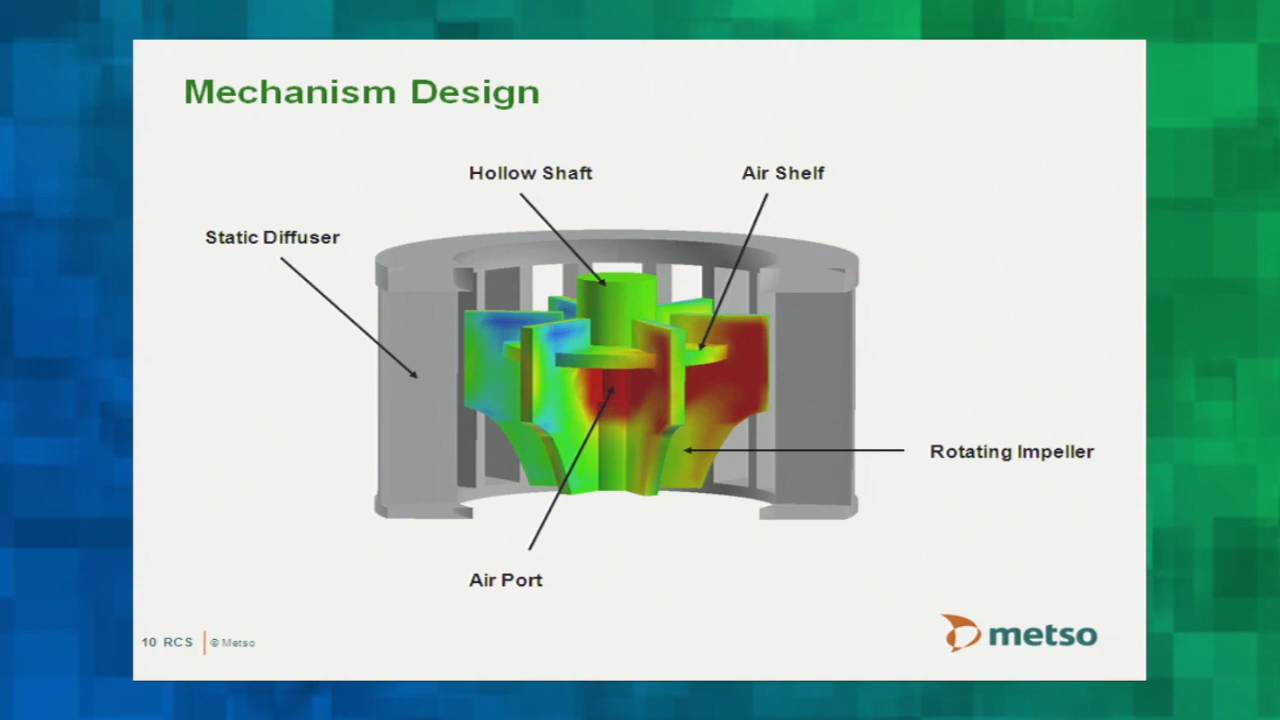 Mechanism Design
Hollow Shaft
Air Shelf
Static Diffuser
Rotating Impeller
Air Port
10 RCS
© Metso
metso